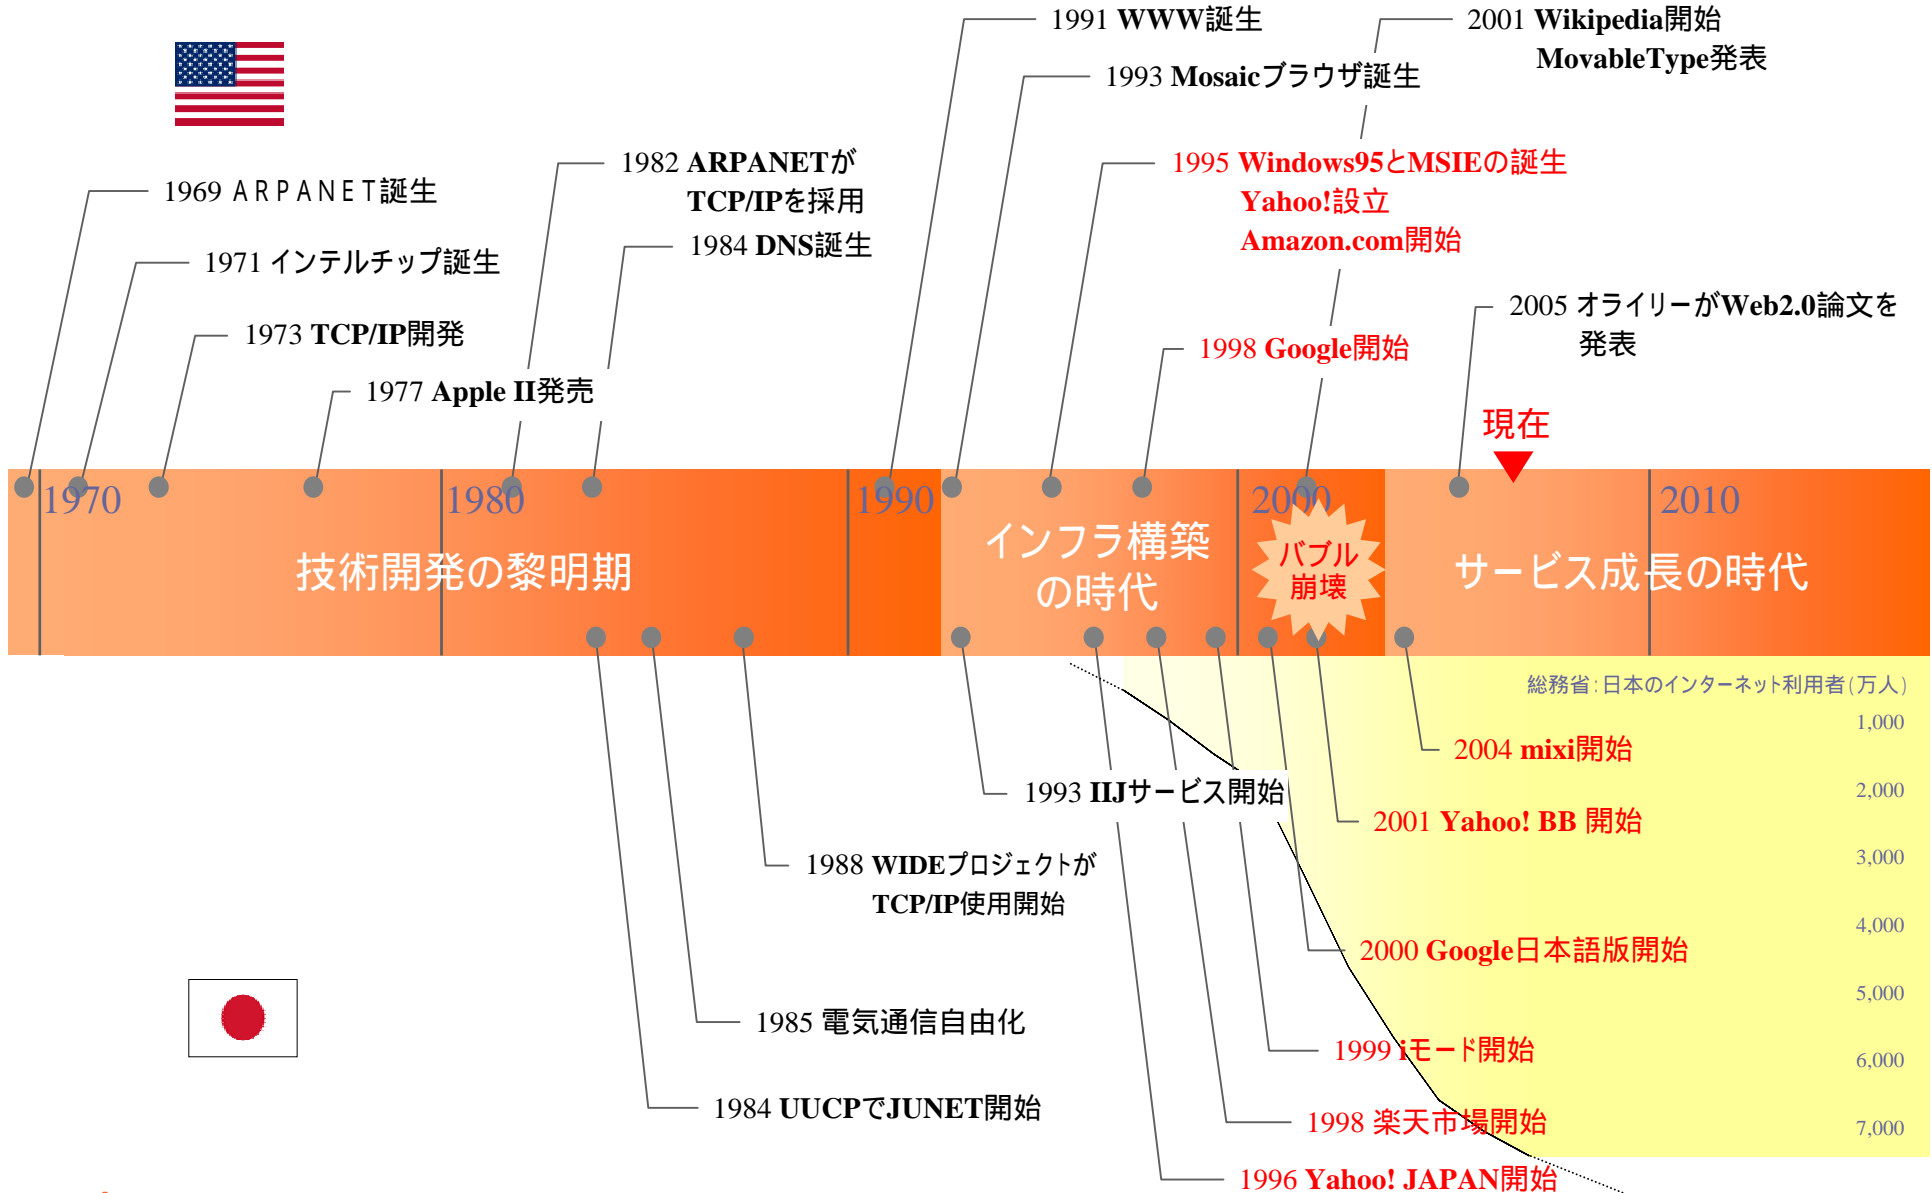 1991 WWW誕生
2001 Wikipedia開始
MovableType発表
1993 Mosaicブラウザ誕生
1982 ARPANETが
TCP/IPを採用
1995 Windows95とMSIEの誕生
Yahoo!設立
Amazon.com開始
1969 ARPANET誕生
1984 DNS誕生
1971 インテルチップ誕生
2005 オライリーがWeb2.0論文を
発表
1973 TCP/IP開発
1998 Google開始
1977 Apple II発売
現在
1970
1980
1990
2000
2010
技術開発の黎明期
インフラ構築
の時代
バブル
崩壊
サービス成長の時代
総務省:日本のインターネット利用者(万人)
1,000
2004 mixi開始
1993 IIJサービス開始
2,000
2001 Yahoo! BB 開始
3,000
1988 WIDEプロジェクトが
TCP/IP使用開始
4,000
2000 Google日本語版開始
5,000
1985 電気通信自由化
1999 iモード開始
6,000
1984 UUCPでJUNET開始
1998 楽天市場開始
7,000
1996 Yahoo! JAPAN開始